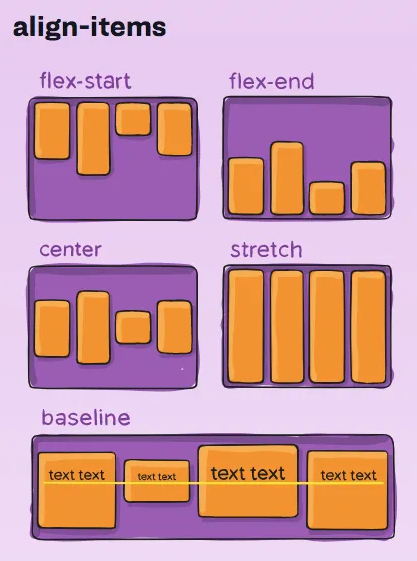 align-items
flex-start
flex-end
center
stretch
baseline
text text
text text
text text
text text